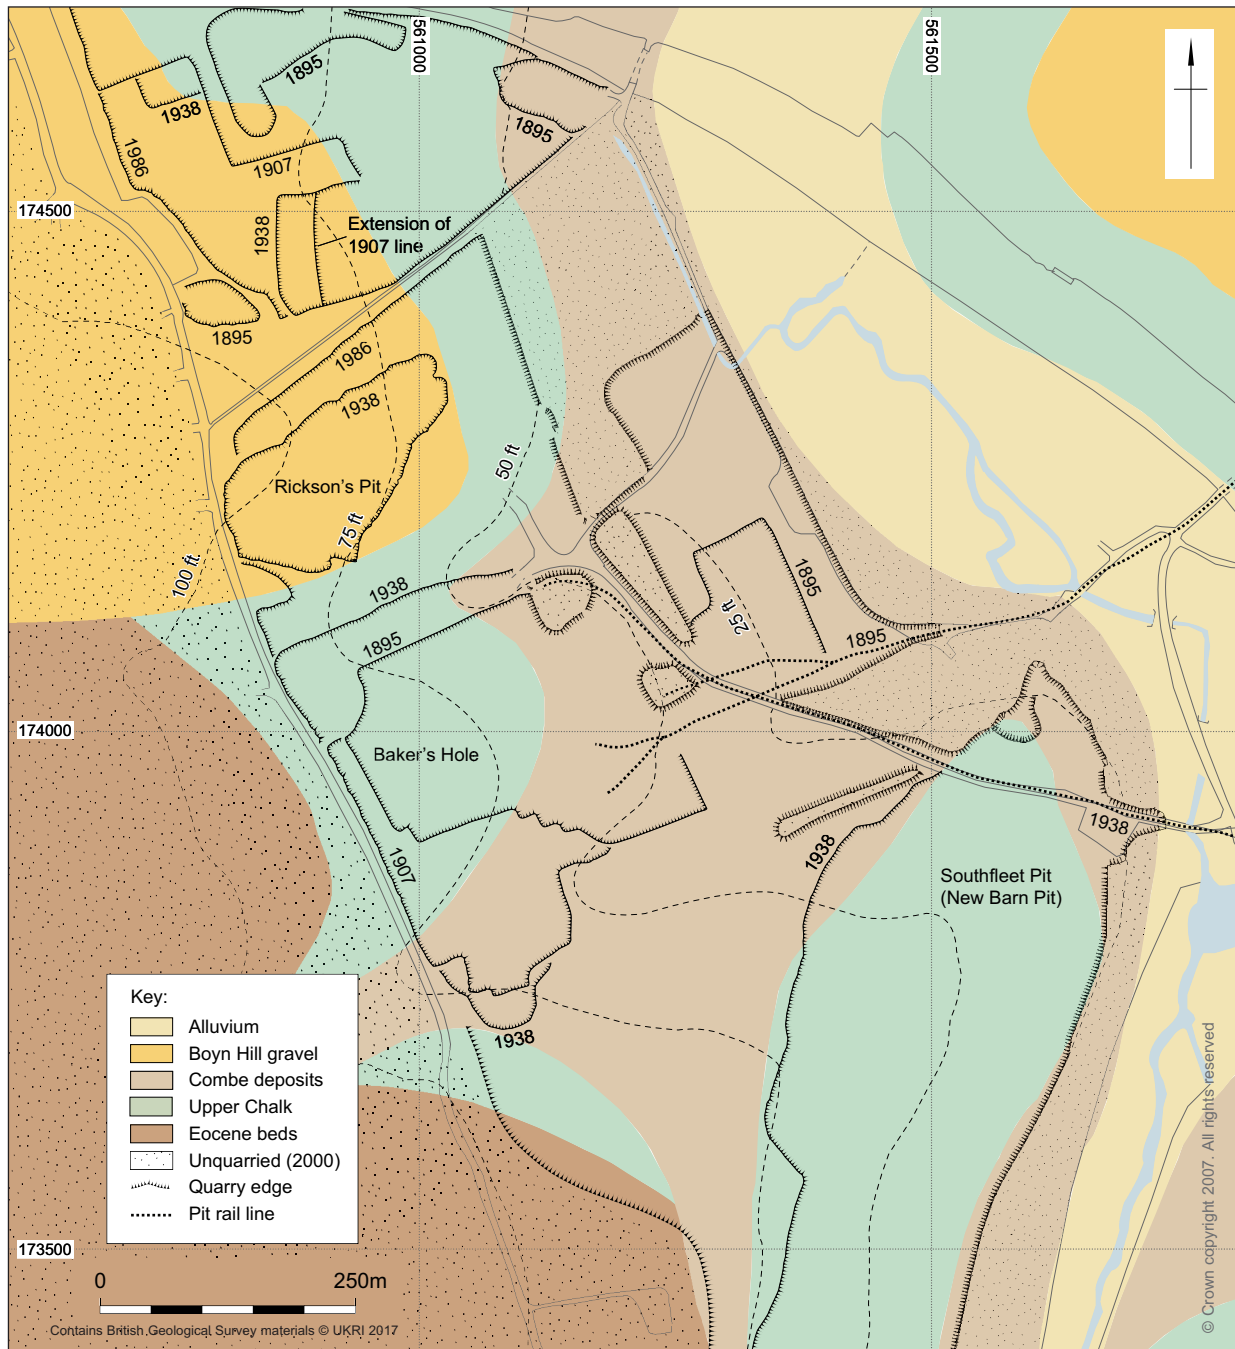 561000
561500
1895
1938
1895
1986
1907
174500
1938
Extension of
1907 line
1895
1986
1938
Rickson's Pit
50 ft
75 ft
100 ft
1938
1895
25 ft
1895
1895
174000
Baker's Hole
1938
1938
1907
Southfleet Pit
(New Barn Pit)
1938
Key:
Alluvium
Boyn Hill gravel
Combe deposits
Upper Chalk
Eocene beds
Unquarried (2000)
Quarry edge
Pit rail line
173500
0
250m
Contains British Geological Survey materials © UKRI 2017
© Crown copyright 2007. All rights reserved